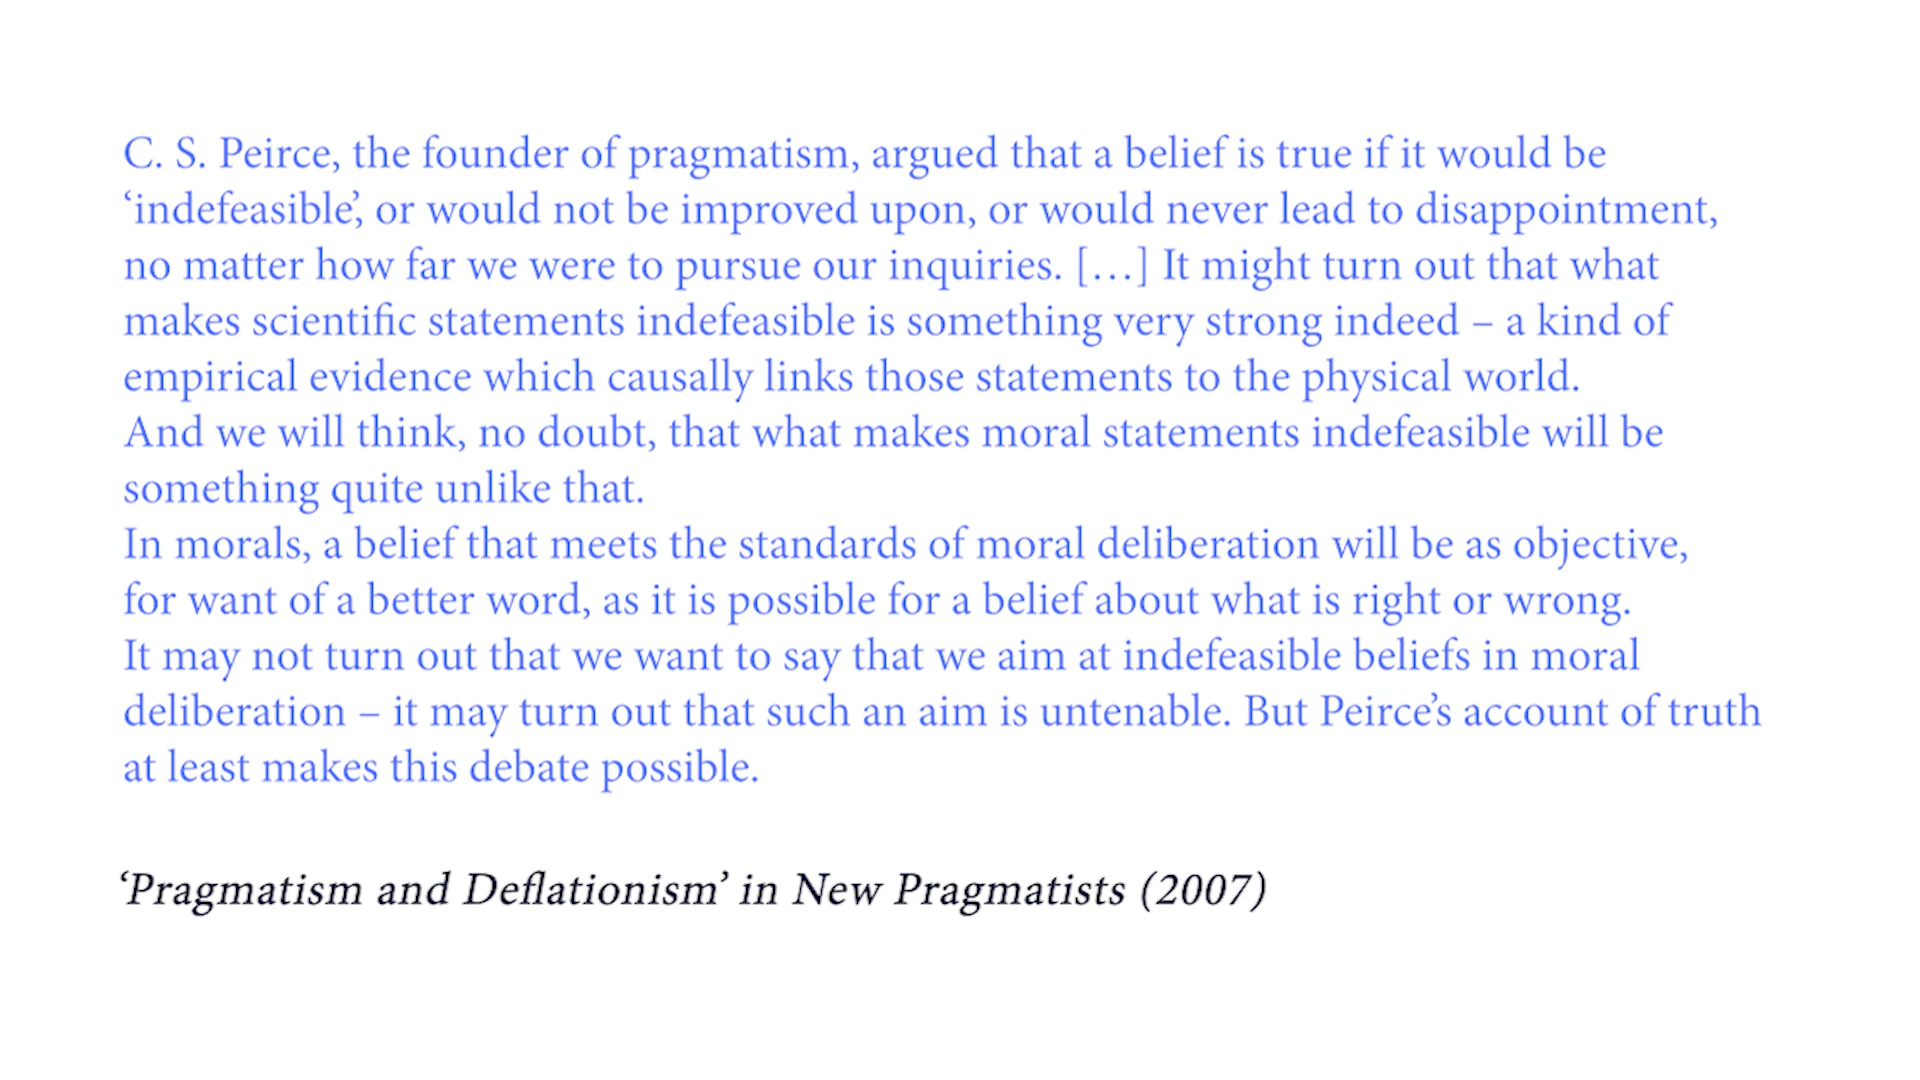 C. S. Peirce, the founder of pragmatism, argued that a belief is true if it would be
‘indefeasible’, or would not be improved upon, or would never lead to disappointment,
no matter how far we were to pursue our inquiries. […] It might turn out that what
makes scientific statements indefeasible is something very strong indeed – a kind of
empirical evidence which causally links those statements to the physical world.
And we will think, no doubt, that what makes moral statements indefeasible will be
something quite unlike that.
In morals, a belief that meets the standards of moral deliberation will be as objective,
for want of a better word, as it is possible for a belief about what is right or wrong.
It may not turn out that we want to say that we aim at indefeasible beliefs in moral
deliberation – it may turn out that such an aim is untenable. But Peirce’s account of truth
at least makes this debate possible.
‘Pragmatism and Deflationism’ in New Pragmatists (2007)